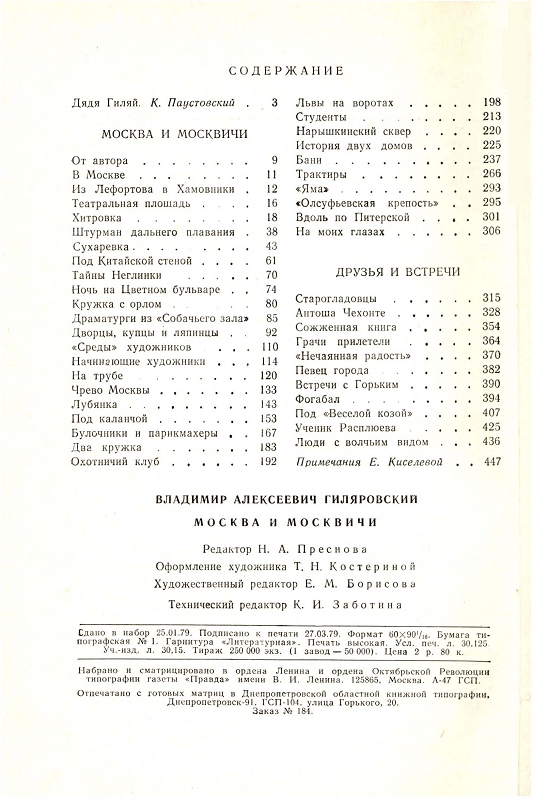 СОДЕРЖАНИЕ
Дядя Гиляй. К. Паустовский . 3
МОСКВА И МОСКВИЧИ
От автора . . . . . . . . 9
В Москве . . . . . . . . 11
Из Лефортова в Хамовники . 12
Театральная площадь . . . . 16
Хитровка . . . . . . . 18
Штурман дальнего плавания . 38
Сухаревка . . . . . . . 43
Под Китайской стеной . . . . 61
Тайны Неглинки . . . . . 70
Ночь на Цветном бульваре . . 74
Кружка с орлом . . . . . 80
Драматурги из «Собачьего зала» 85
Дворцы, купцы и ляпинцы . . 92
«Среды» художников . . . 110
Начинающие художники . . . 114
На трубе . . . . . . . 120
Чрево Москвы . . . . . . . 133
Лубянка . . . . . . . . 143
Под каланчой . . . . . . 153
Булочники и парикмахеры . . 167
Два кружка . . . . . . . 183
Охотничий клуб . . . . . . 192
Львы на воротах . . . . . 198
Студенты . . . . . . . 213
Нарышкинский сквер . . . . 220
История двух домов . . . . 225
Бани . . . . . . . . . . 237
Трактиры . . . . . . . . 266
«Яма» . . . . . . . . . 293
«Олсуфьевская крепость» . . 295
Вдоль по Питерской . . . . 301
На моих глазах . . . . . . 306
ДРУЗЬЯ И ВСТРЕЧИ
Старогладовцы . . . . . . 315
Антоша Чехонте . . . . . . 328
Сожженная книга . . . . . 354
Грачи прилетели . . . . . 364
«Нечаянная радость» . . . . 370
Певец города . . . . . . . 382
Встречи с Горьким . . . . . 390
Фогабал . . . . . . . . 394
Под «Веселой козой» . . . . 407
Ученик Расплюева . . . . . 425
Люди с волчьим видом . . . 436
Примечания Е. Киселевой . . 447
ВЛАДИМИР АЛЕКСЕЕВИЧ ГИЛЯРОВСКИЙ
МОСКВА И МОСКВИЧИ
Редактор Н. А. Преснова
Оформление художника Т. Н. Костериной
Художественный редактор Е. М. Борисова
Технический редактор К. И. Заботина
Сдано в набор 25.01.79. Подписано к печати 27.03.79. Формат 60×90¹/₁₆. Бумага ти-
пографская № 1. Гарнитура «Литературная». Печать высокая. Усл. печ. л. 30,125.
Уч.-изд. л. 30,15. Тираж 250 000 экз. (1 завод — 50 000). Цена 2 р. 80 к.
Набрано и сматрицировано в ордена Ленина и ордена Октябрьской Революции
типографии газеты «Правда» имени В. И. Ленина. 125865, Москва. А-47 ГСП.
Отпечатано с готовых матриц в Днепропетровской областной книжной типографии,
Днепропетровск-91, ГСП-104, улица Горького, 20.
Заказ № 184.